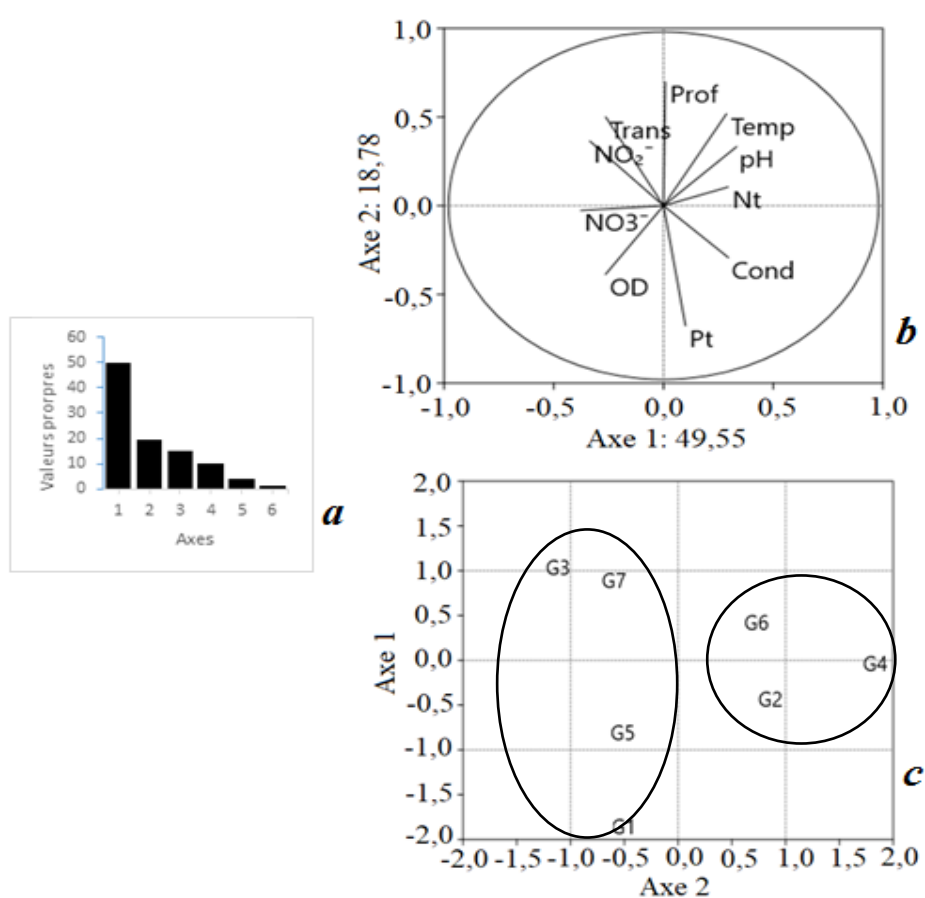 60
50
40
30
20
10
0
Valeurs prorpres
1 2 3 4 5 6
Axes
a
1,0
0,5
0,0
-0,5
-1,0
Axe 2: 18,78
Prof
Trans
Temp
NO₂⁻
pH
Nt
NO3⁻
Cond
OD
Pt
-1,0 -0,5 0,0 0,5 1,0
Axe 1: 49,55
b
2,0
1,5
1,0
0,5
0,0
-0,5
-1,0
-1,5
-2,0
Axe 1
G3
G7
G6
G4
G2
G5
G1
-2,0 -1,5 -1,0 -0,5 0,0 0,5 1,0 1,5 2,0
Axe 2
c